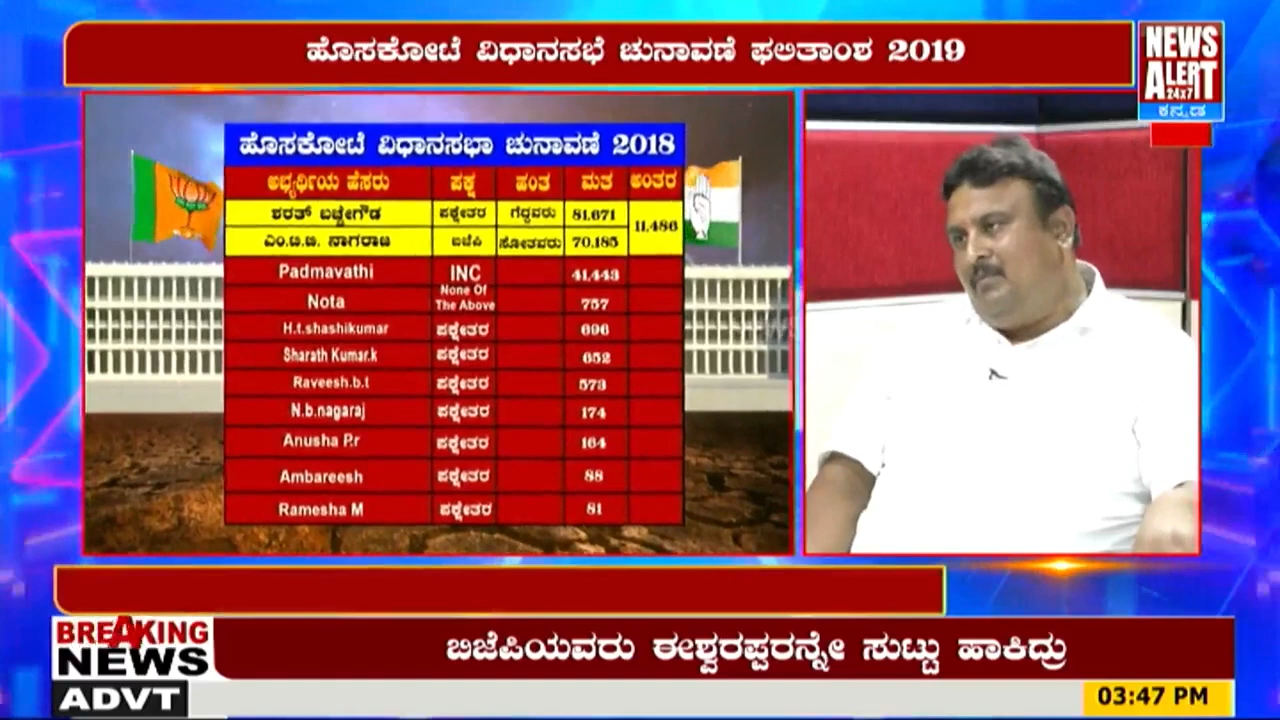 ಹೊಸಕೋಟೆ ವಿಧಾನಸಭೆ ಚುನಾವಣೆ ಫಲಿತಾಂಶ 2019
NEWS
ALERT
24x7
ಕನ್ನಡ
ಹೊಸಕೋಟೆ ವಿಧಾನಸಭಾ ಚುನಾವಣೆ 2018
ಅಭ್ಯರ್ಥಿಯ ಹೆಸರು ಪಕ್ಷ ಹಂತ ಮತ ಅಂತರ
ಶರತ್ ಬಚ್ಚೇಗೌಡ ಪಕ್ಷೇತರ ಗೆದ್ದವರು 81,671 11,486
ಎಂ.ಟಿ.ಬಿ. ನಾಗರಾಜ ಬಿಜೆಪಿ ಸೋತವರು 70,185
Padmavathi INC 41,443
Nota None Of The Above 757
H.t.shashikumar ಪಕ್ಷೇತರ 696
Sharath Kumar.k ಪಕ್ಷೇತರ 652
Raveesh.b.t ಪಕ್ಷೇತರ 573
N.b.nagaraj ಪಕ್ಷೇತರ 174
Anusha P.r ಪಕ್ಷೇತರ 164
Ambareesh ಪಕ್ಷೇತರ 88
Ramesha M ಪಕ್ಷೇತರ 81
BREAKING
NEWS
ಬಿಜೆಪಿಯವರು ಈಶ್ವರಪ್ಪರನ್ನೇ ಸುಟ್ಟು ಹಾಕಿದ್ರು
ADVT
03:47 PM